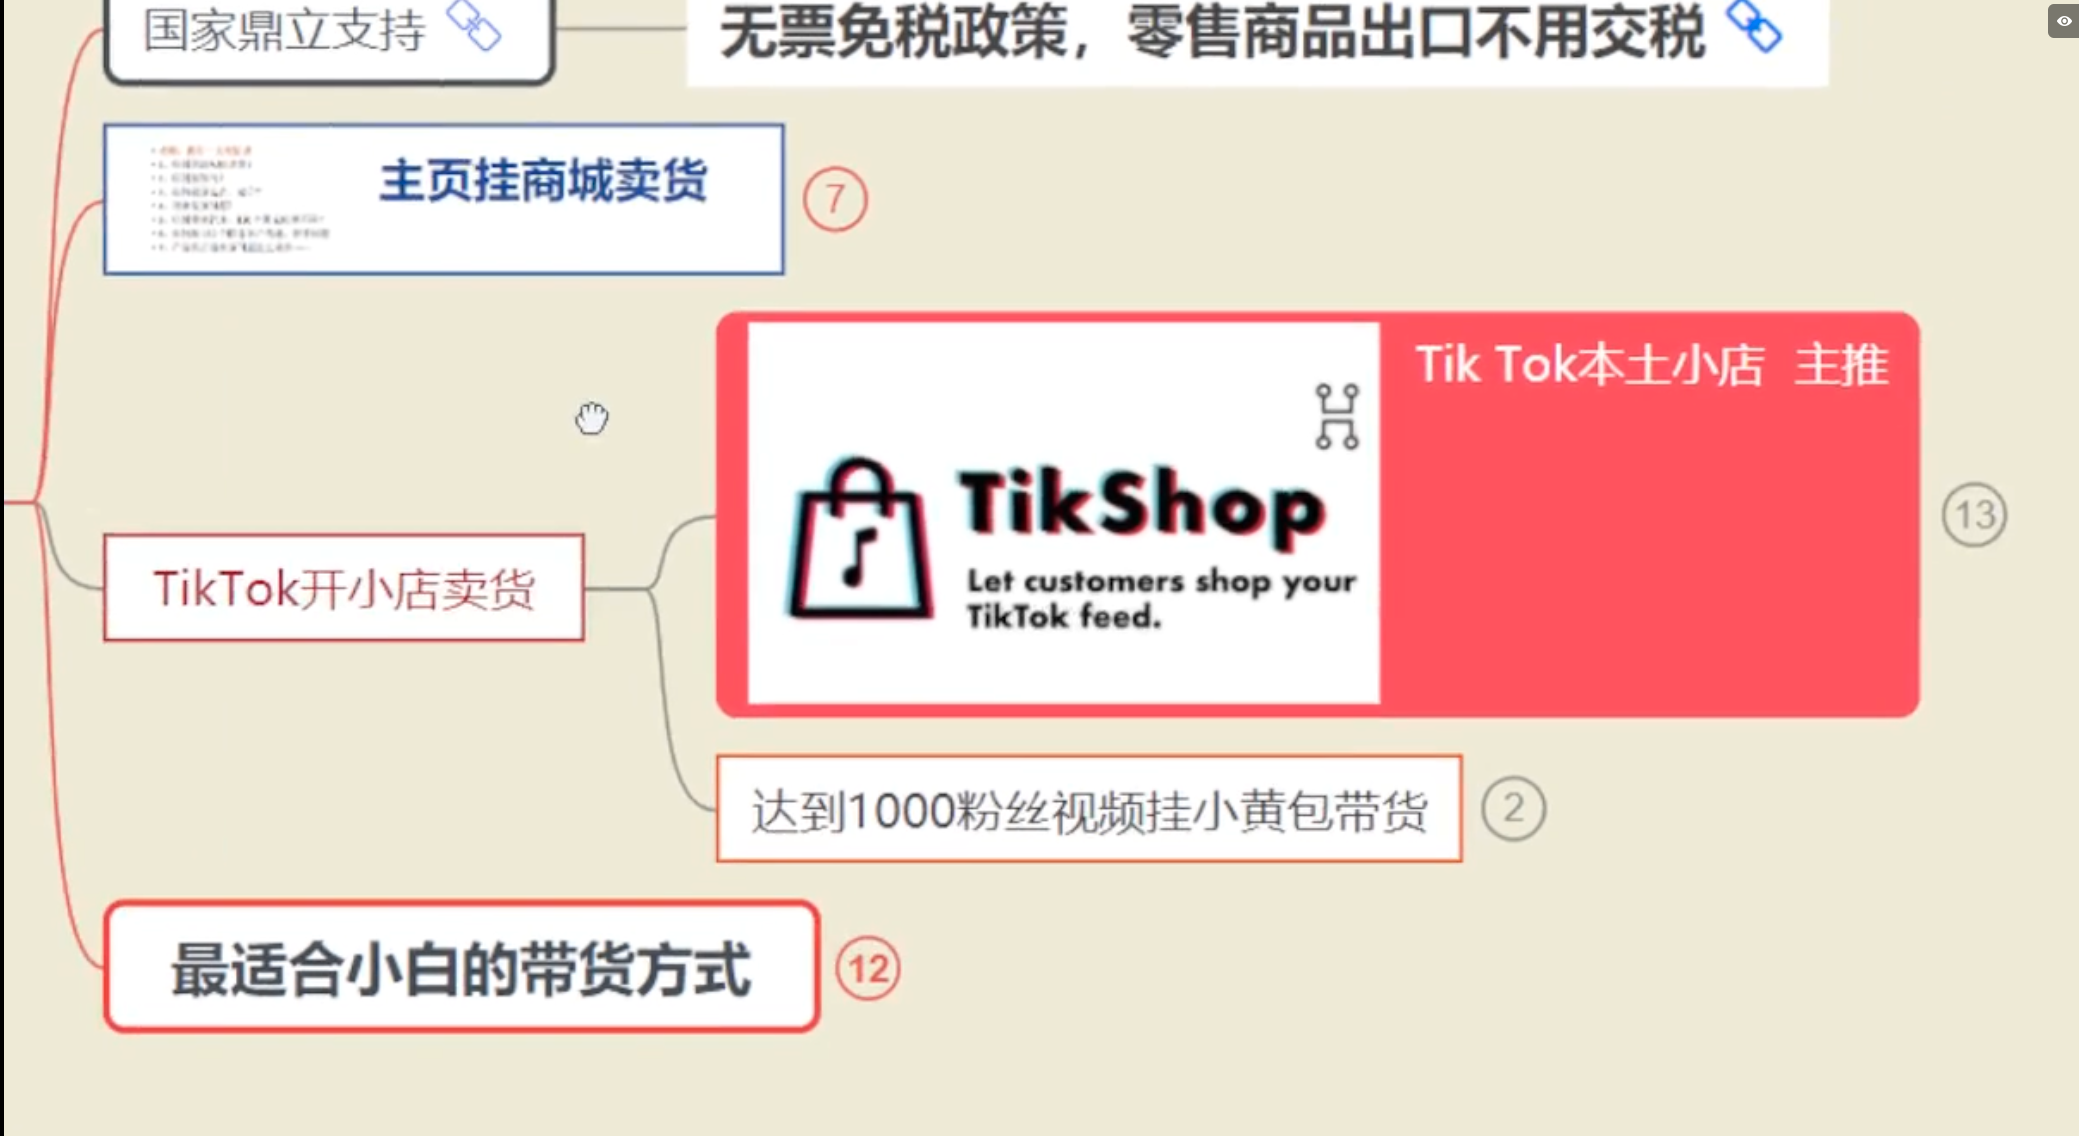 国家鼎立支持
无票免税政策，零售商品出口不用交税
主页挂商城卖货
7
Tik Tok本土小店 主推
TikShop
Let customers shop your
TikTok feed.
13
TikTok开小店卖货
达到1000粉丝视频挂小黄包带货
2
最适合小白的带货方式
12